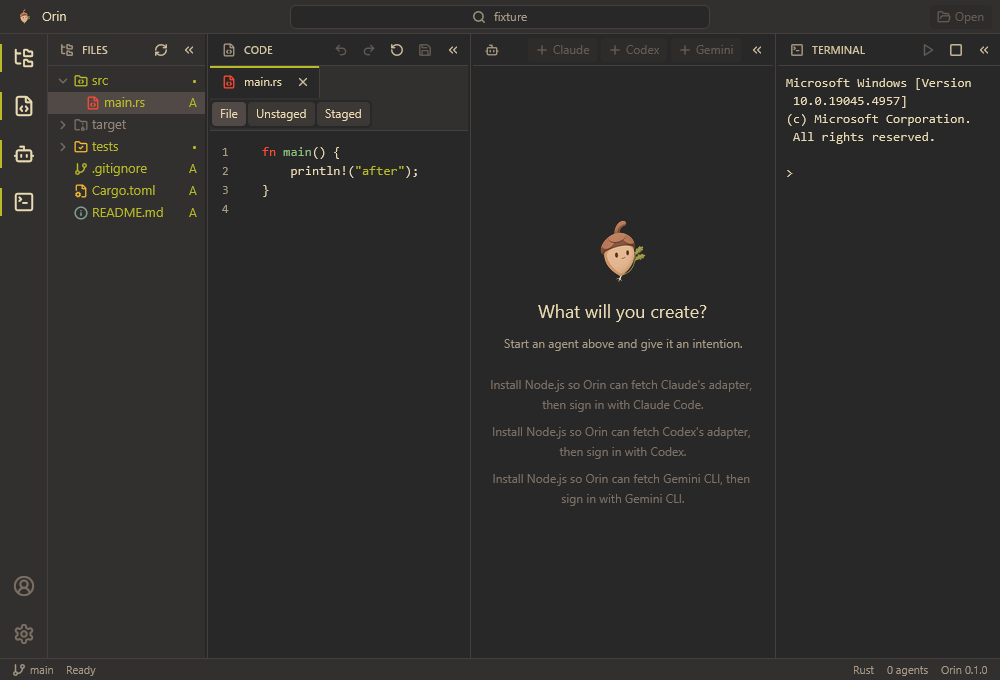 Orin
fixture
Open
FILES
src
main.rs A
target
tests
.gitignore A
Cargo.toml A
README.md A
CODE
main.rs
File Unstaged Staged
1 fn main() {
2 println!("after");
3 }
4
Claude Codex Gemini
What will you create?
Start an agent above and give it an intention.
Install Node.js so Orin can fetch Claude's adapter,
then sign in with Claude Code.
Install Node.js so Orin can fetch Codex's adapter,
then sign in with Codex.
Install Node.js so Orin can fetch Gemini CLI, then
sign in with Gemini CLI.
TERMINAL
Microsoft Windows [Version
10.0.19045.4957]
(c) Microsoft Corporation.
All rights reserved.
>
main Ready
Rust 0 agents Orin 0.1.0